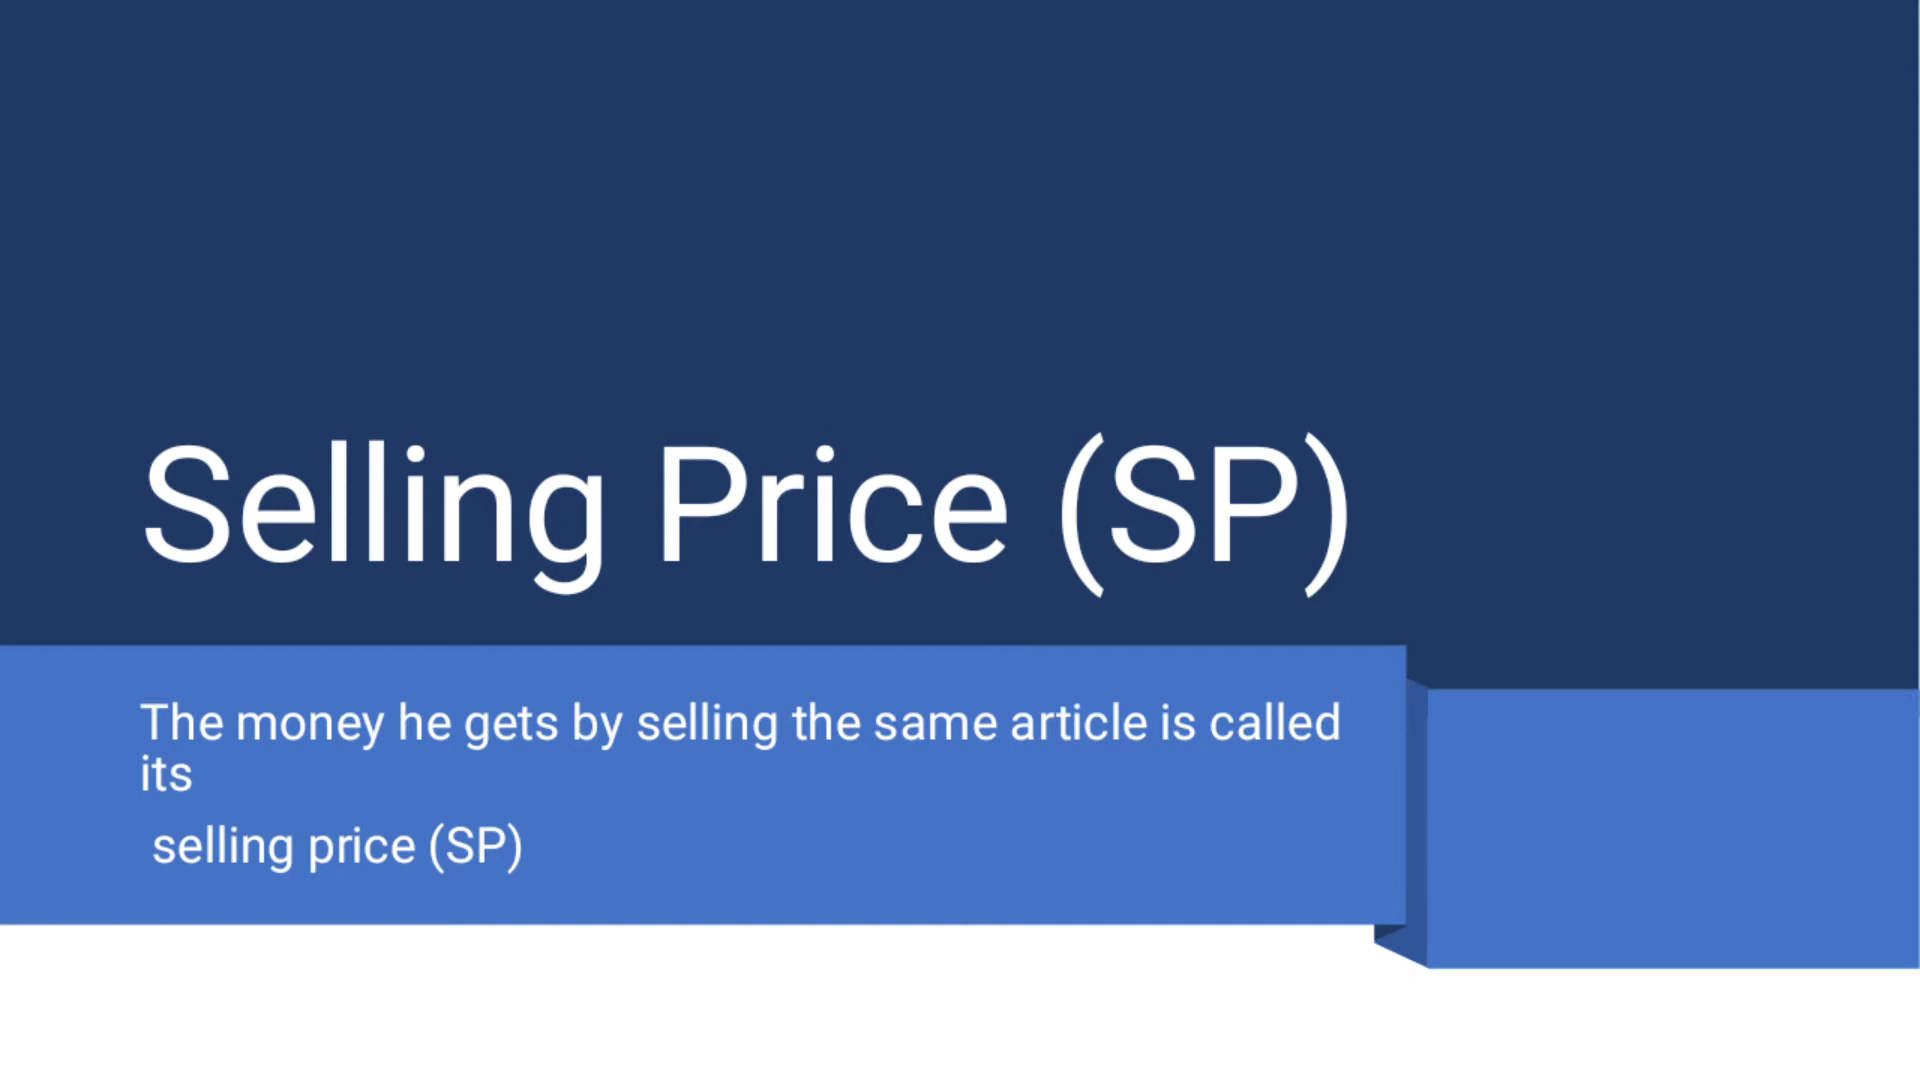 Selling Price (SP)
The money he gets by selling the same article is called
its
selling price (SP)